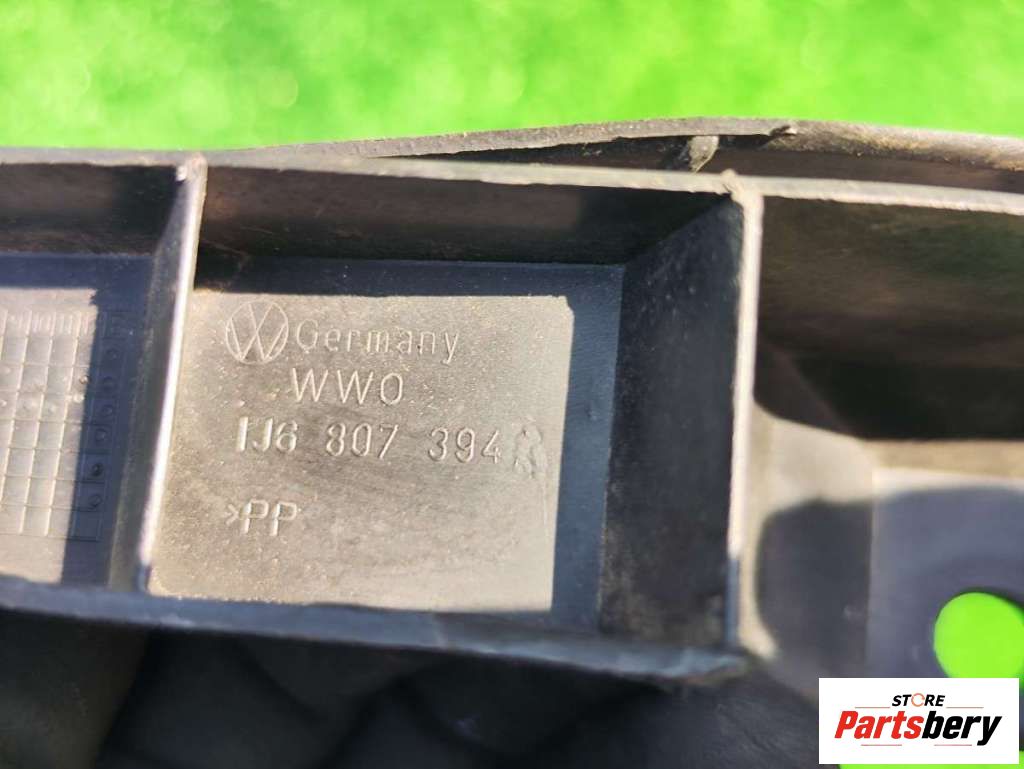 Germany
WWO
1J6 807 394
>PP
STORE
Partsbery